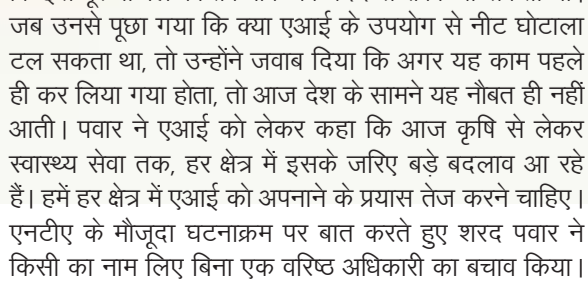 जब उनसे पूछा गया कि क्या एआई के उपयोग से नीट घोटाला
टल सकता था, तो उन्होंने जवाब दिया कि अगर यह काम पहले
ही कर लिया गया होता, तो आज देश के सामने यह नौबत ही नहीं
आती। पवार ने एआई को लेकर कहा कि आज कृषि से लेकर
स्वास्थ्य सेवा तक, हर क्षेत्र में इसके जरिए बड़े बदलाव आ रहे
हैं। हमें हर क्षेत्र में एआई को अपनाने के प्रयास तेज करने चाहिए।
एनटीए के मौजूदा घटनाक्रम पर बात करते हुए शरद पवार ने
किसी का नाम लिए बिना एक वरिष्ठ अधिकारी का बचाव किया।